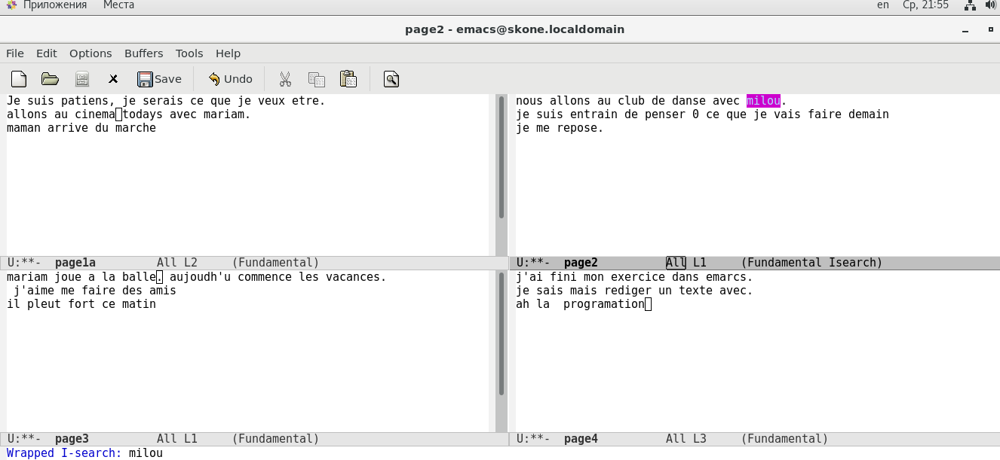 Приложения Места en Ср, 21:55
page2 - emacs@skone.localdomain
File Edit Options Buffers Tools Help
Save Undo
Je suis patiens, je serais ce que je veux etre.
allons au cinema todays avec mariam.
maman arrive du marche
U:**- page1a All L2 (Fundamental)
nous allons au club de danse avec milou.
je suis entrain de penser 0 ce que je vais faire demain
je me repose.
U:**- page2 All L1 (Fundamental Isearch)
mariam joue a la balle. aujoudh'u commence les vacances.
j'aime me faire des amis
il pleut fort ce matin
U:**- page3 All L1 (Fundamental)
j'ai fini mon exercice dans emarcs.
je sais mais rediger un texte avec.
ah la  programation
U:**- page4 All L3 (Fundamental)
Wrapped I-search: milou